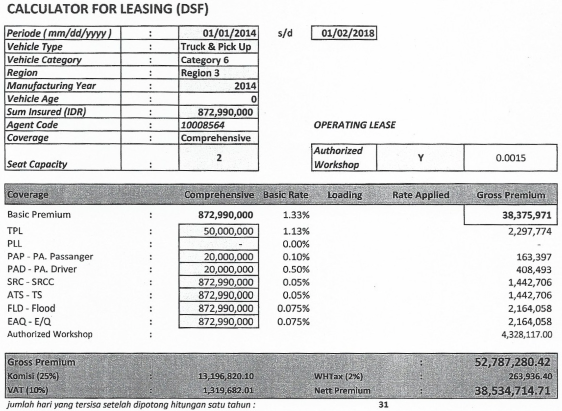 CALCULATOR FOR LEASING (DSF)
Periode ( mm/dd/yyyy ) : 01/01/2014 s/d 01/02/2018
Vehicle Type : Truck & Pick Up
Vehicle Category : Category 6
Region : Region 3
Manufacturing Year 2014
Vehicle Age : 0
Sum Insured (IDR) : 872,990,000
Agent Code : 10008564 OPERATING LEASE
Coverage : Comprehensive
Seat Capacity : 2 Authorized Workshop Y 0.0015
Coverage Comprehensive Basic Rate Loading Rate Applied Gross Premium
Basic Premium : 872,990,000 1.33% 38,375,971
TPL : 50,000,000 1.13% 2,297,774
PLL : - 0.00% -
PAP - PA. Passanger : 20,000,000 0.10% 163,397
PAD - PA. Driver : 20,000,000 0.50% 408,493
SRC - SRCC : 872,990,000 0.05% 1,442,706
ATS - TS : 872,990,000 0.05% 1,442,706
FLD - Flood : 872,990,000 0.075% 2,164,058
EAQ - E/Q : 872,990,000 0.075% 2,164,058
Authorized Workshop : 4,328,117.00
Gross Premium : 52,787,280.42
Komisi (25%) 13,196,820.10 WHTax (2%) 263,936.40
VAT (10%) 1,319,682.01 Nett Premium : 38,534,714.71
jumlah hari yang tersisa setelah dipotong hitungan satu tahun : 31